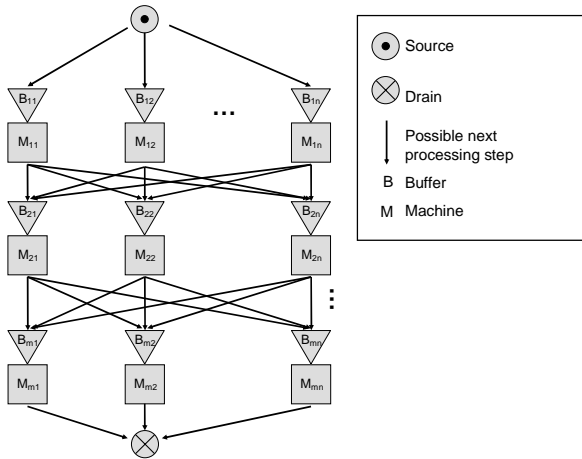 Source
Drain
Possible next
processing step
B Buffer
M Machine
B11 B12 ... B1n
M11 M12 M1n
B21 B22 B2n
M21 M22 M2n
...
Bm1 Bm2 Bmn
Mm1 Mm2 Mmn